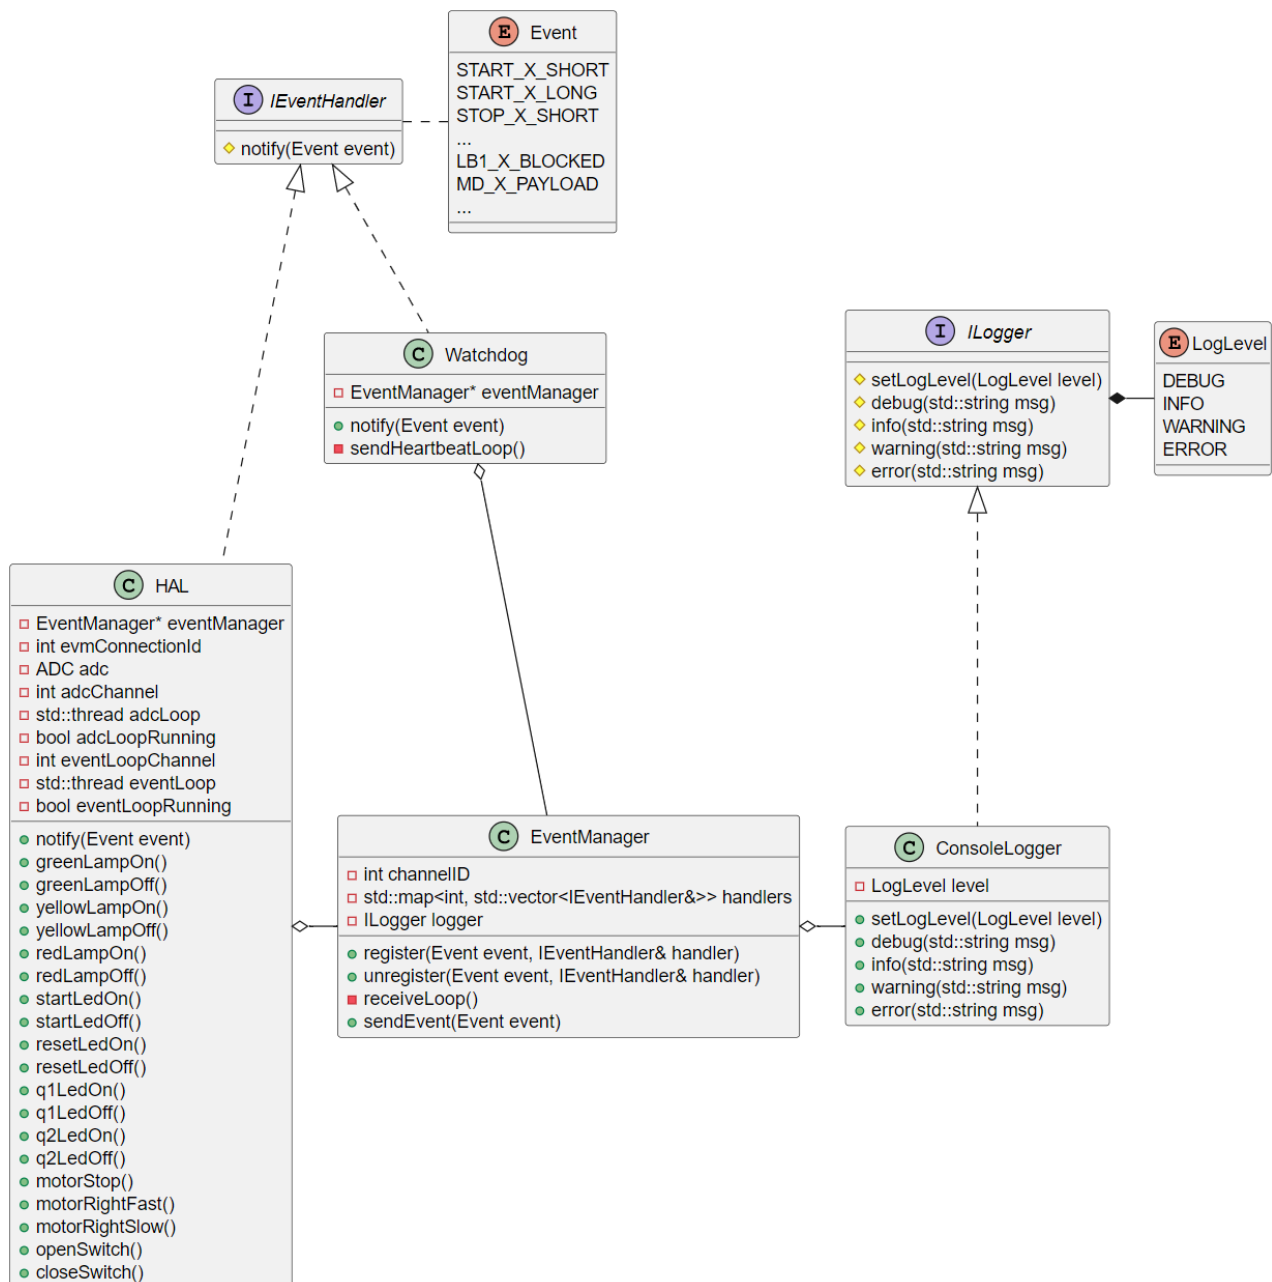 E Event
START_X_SHORT
START_X_LONG
STOP_X_SHORT
...
LB1_X_BLOCKED
MD_X_PAYLOAD
...
I IEventHandler
notify(Event event)
C Watchdog
EventManager* eventManager
notify(Event event)
sendHeartbeatLoop()
I ILogger
setLogLevel(LogLevel level)
debug(std::string msg)
info(std::string msg)
warning(std::string msg)
error(std::string msg)
E LogLevel
DEBUG
INFO
WARNING
ERROR
C HAL
EventManager* eventManager
int evmConnectionId
ADC adc
int adcChannel
std::thread adcLoop
bool adcLoopRunning
int eventLoopChannel
std::thread eventLoop
bool eventLoopRunning
notify(Event event)
greenLampOn()
greenLampOff()
yellowLampOn()
yellowLampOff()
redLampOn()
redLampOff()
startLedOn()
startLedOff()
resetLedOn()
resetLedOff()
q1LedOn()
q1LedOff()
q2LedOn()
q2LedOff()
motorStop()
motorRightFast()
motorRightSlow()
openSwitch()
closeSwitch()
C EventManager
int channelID
std::map<int, std::vector<IEventHandler&>> handlers
ILogger logger
register(Event event, IEventHandler& handler)
unregister(Event event, IEventHandler& handler)
receiveLoop()
sendEvent(Event event)
C ConsoleLogger
LogLevel level
setLogLevel(LogLevel level)
debug(std::string msg)
info(std::string msg)
warning(std::string msg)
error(std::string msg)